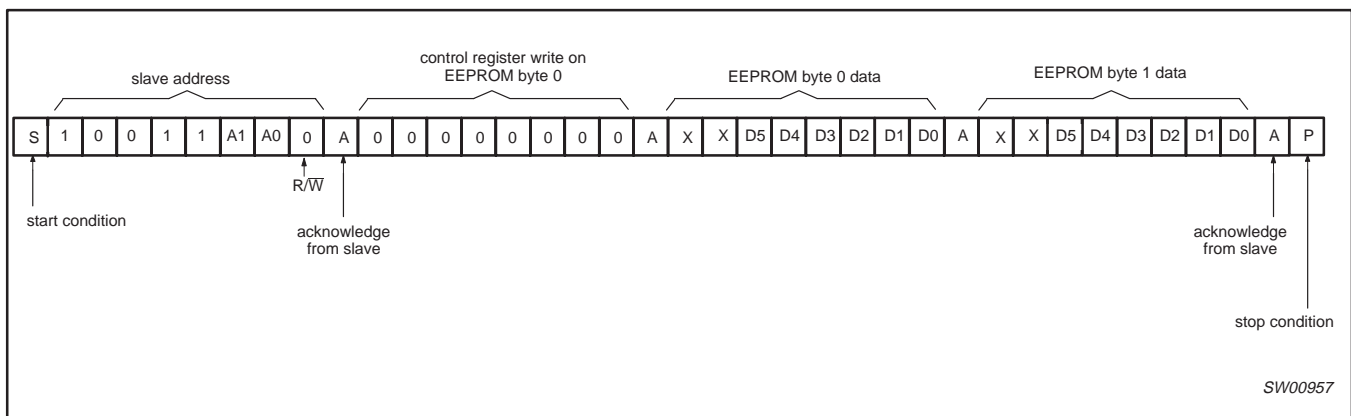 slave address
control register write on
EEPROM byte 0
EEPROM byte 0 data
EEPROM byte 1 data
S 1 0 0 1 1 A1 A0 0 A 0 0 0 0 0 0 0 0 A X X D5 D4 D3 D2 D1 D0 A X X D5 D4 D3 D2 D1 D0 A P
R/W̅
start condition
acknowledge
from slave
acknowledge
from slave
stop condition
SW00957